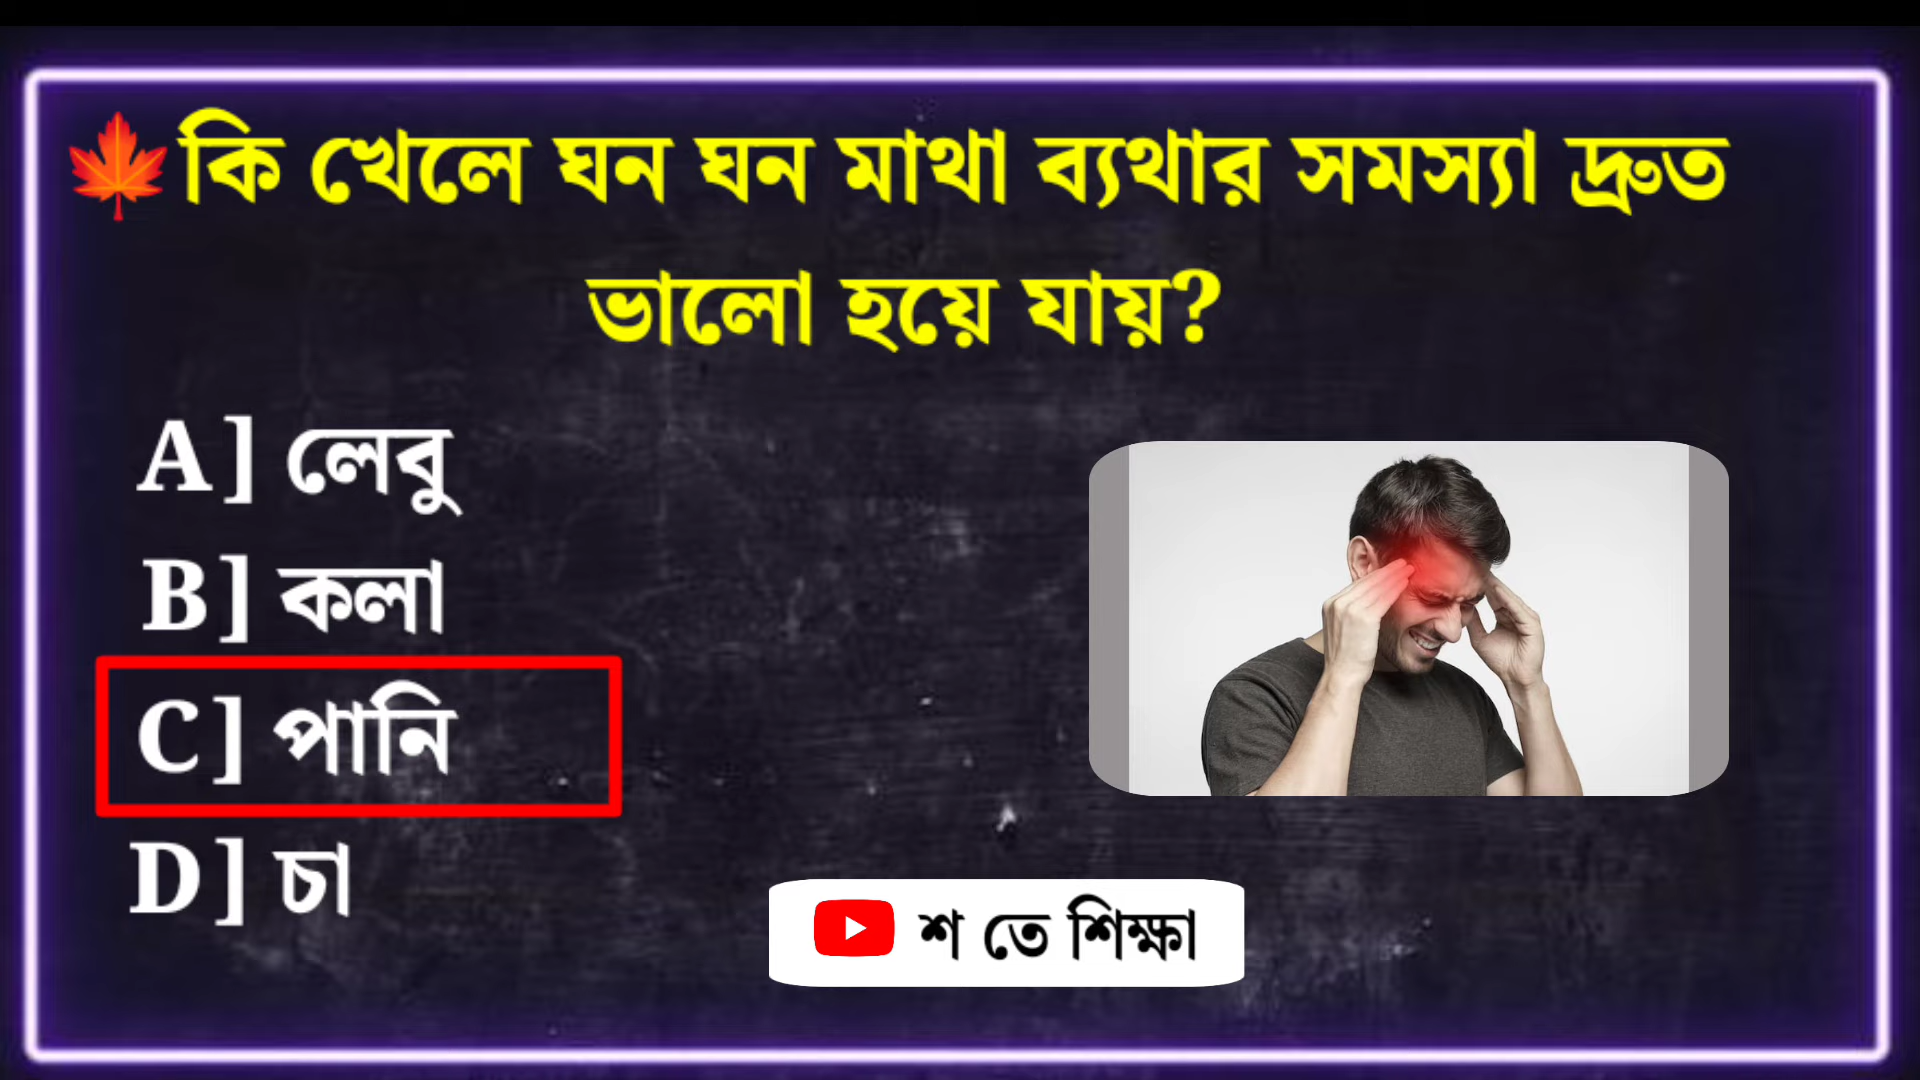 🍁কি খেলে ঘন ঘন মাথা ব্যথার সমস্যা দ্রুত
ভালো হয়ে যায়?
A] লেবু
B] কলা
C] পানি
D] চা
শ তে শিক্ষা